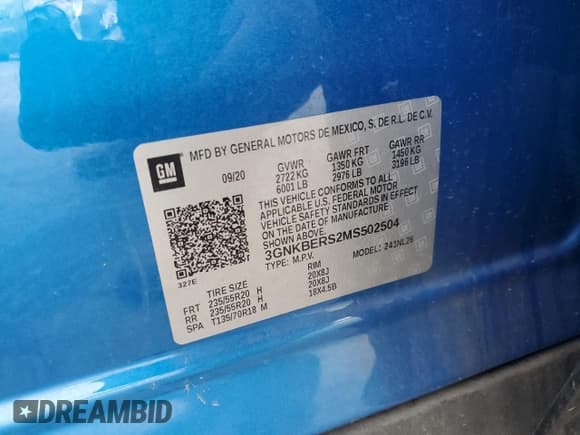 GM
MFD BY GENERAL MOTORS DE MEXICO, S. DE R.L. DE C.V.
09/20 GVWR GAWR FRT GAWR RR
2722 KG 1350 KG 1450 KG
6001 LB 2976 LB 3196 LB
THIS VEHICLE CONFORMS TO ALL
APPLICABLE U.S. FEDERAL MOTOR
VEHICLE SAFETY STANDARDS IN EFFECT
ON THE DATE OF MANUFACTURE SHOWN ABOVE.
3GNKBERS2MS502504
TYPE: M.P.V. MODEL: Z41NL26
327E
TIRE SIZE RIM
FRT 235/55R20 H 20X8J
RR 235/55R20 H 20X8J
SPA T135/70R18 M 18X4.5B
DREAMBID